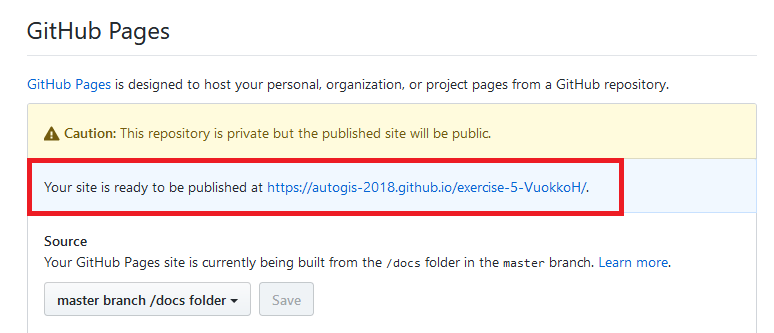 GitHub Pages
GitHub Pages is designed to host your personal, organization, or project pages from a GitHub repository.
Caution: This repository is private but the published site will be public.
Your site is ready to be published at https://autogis-2018.github.io/exercise-5-VuokkoH/.
Source
Your GitHub Pages site is currently being built from the /docs folder in the master branch. Learn more.
master branch /docs folder Save